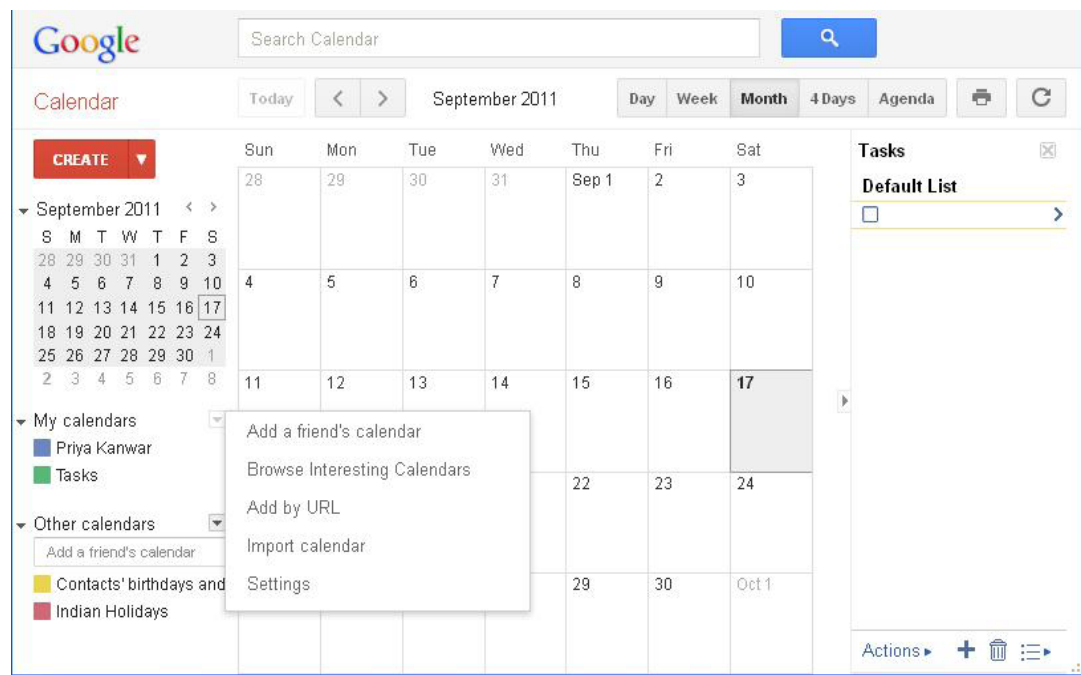 Google
Search Calendar
Calendar
Today
September 2011
Day Week Month 4 Days Agenda
CREATE
September 2011
S M T W T F S
28 29 30 31 1 2 3
4 5 6 7 8 9 10
11 12 13 14 15 16 17
18 19 20 21 22 23 24
25 26 27 28 29 30 1
2 3 4 5 6 7 8
My calendars
Priya Kanwar
Tasks
Other calendars
Add a friend's calendar
Contacts' birthdays and
Indian Holidays
Sun Mon Tue Wed Thu Fri Sat
28 29 30 31 Sep 1 2 3
4 5 6 7 8 9 10
11 12 13 14 15 16 17
22 23 24
29 30 Oct 1
Add a friend's calendar
Browse Interesting Calendars
Add by URL
Import calendar
Settings
Tasks
Default List
Actions